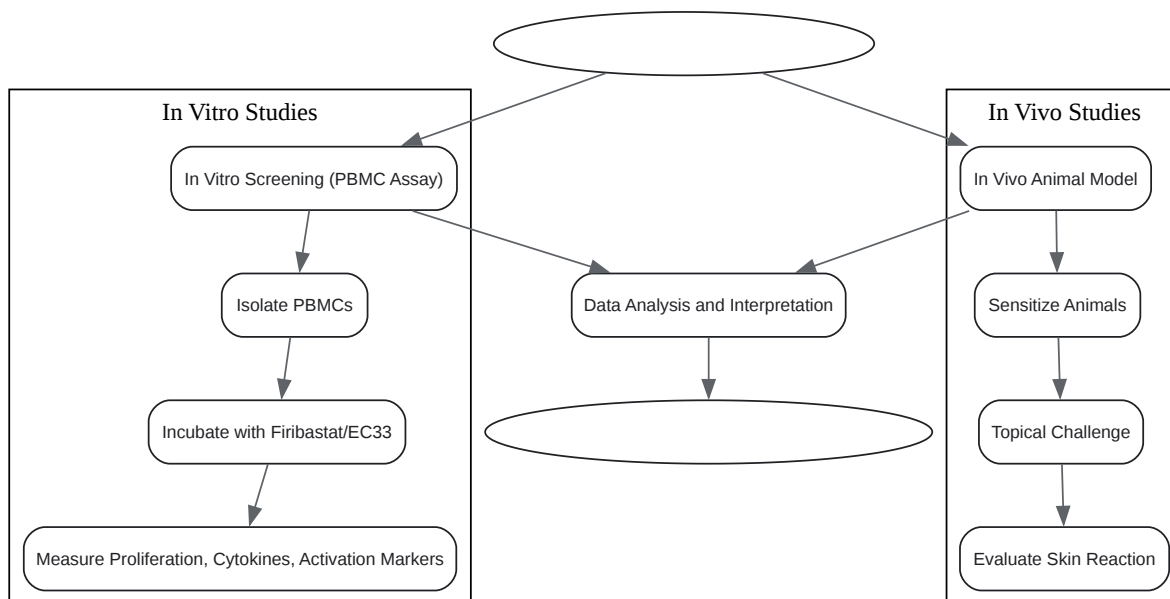 In Vitro Studies
In Vivo Studies
In Vitro Screening (PBMC Assay)
In Vivo Animal Model
Isolate PBMCs
Data Analysis and Interpretation
Sensitize Animals
Incubate with Firibastat/EC33
Topical Challenge
Measure Proliferation, Cytokines, Activation Markers
Evaluate Skin Reaction